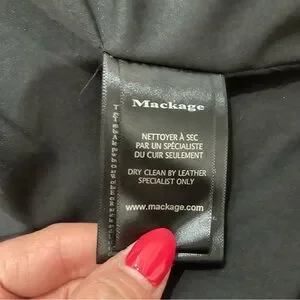 Mackage
NETTOYER À SEC
PAR UN SPÉCIALISTE
DU CUIR SEULEMENT
DRY CLEAN BY LEATHER
SPECIALIST ONLY
www.mackage.com